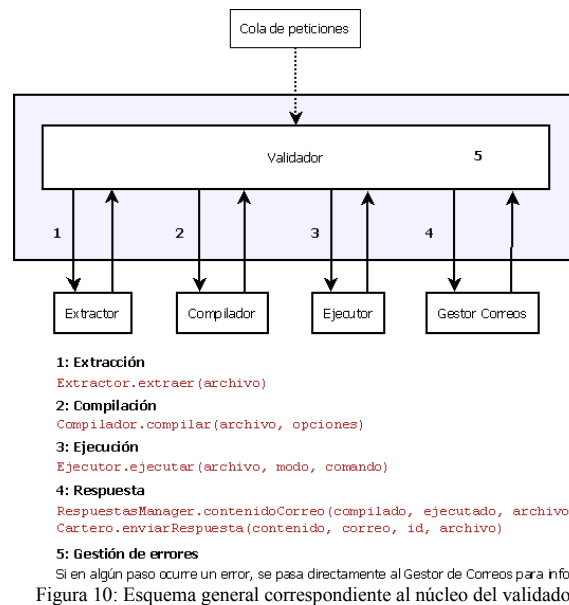 Cola de peticiones
Validador 5
1 2 3 4
Extractor Compilador Ejecutor Gestor Correos
1: Extracción
Extractor.extraer(archivo)
2: Compilación
Compilador.compilar(archivo, opciones)
3: Ejecución
Ejecutor.ejecutar(archivo, modo, comando)
4: Respuesta
RespuestasManager.contenidoCorreo(compilado, ejecutado, archivo
Cartero.enviarRespuesta(contenido, correo, id, archivo)
5: Gestión de errores
Si en algún paso ocurre un error, se pasa directamente al Gestor de Correos para info
Figura 10: Esquema general correspondiente al núcleo del validado